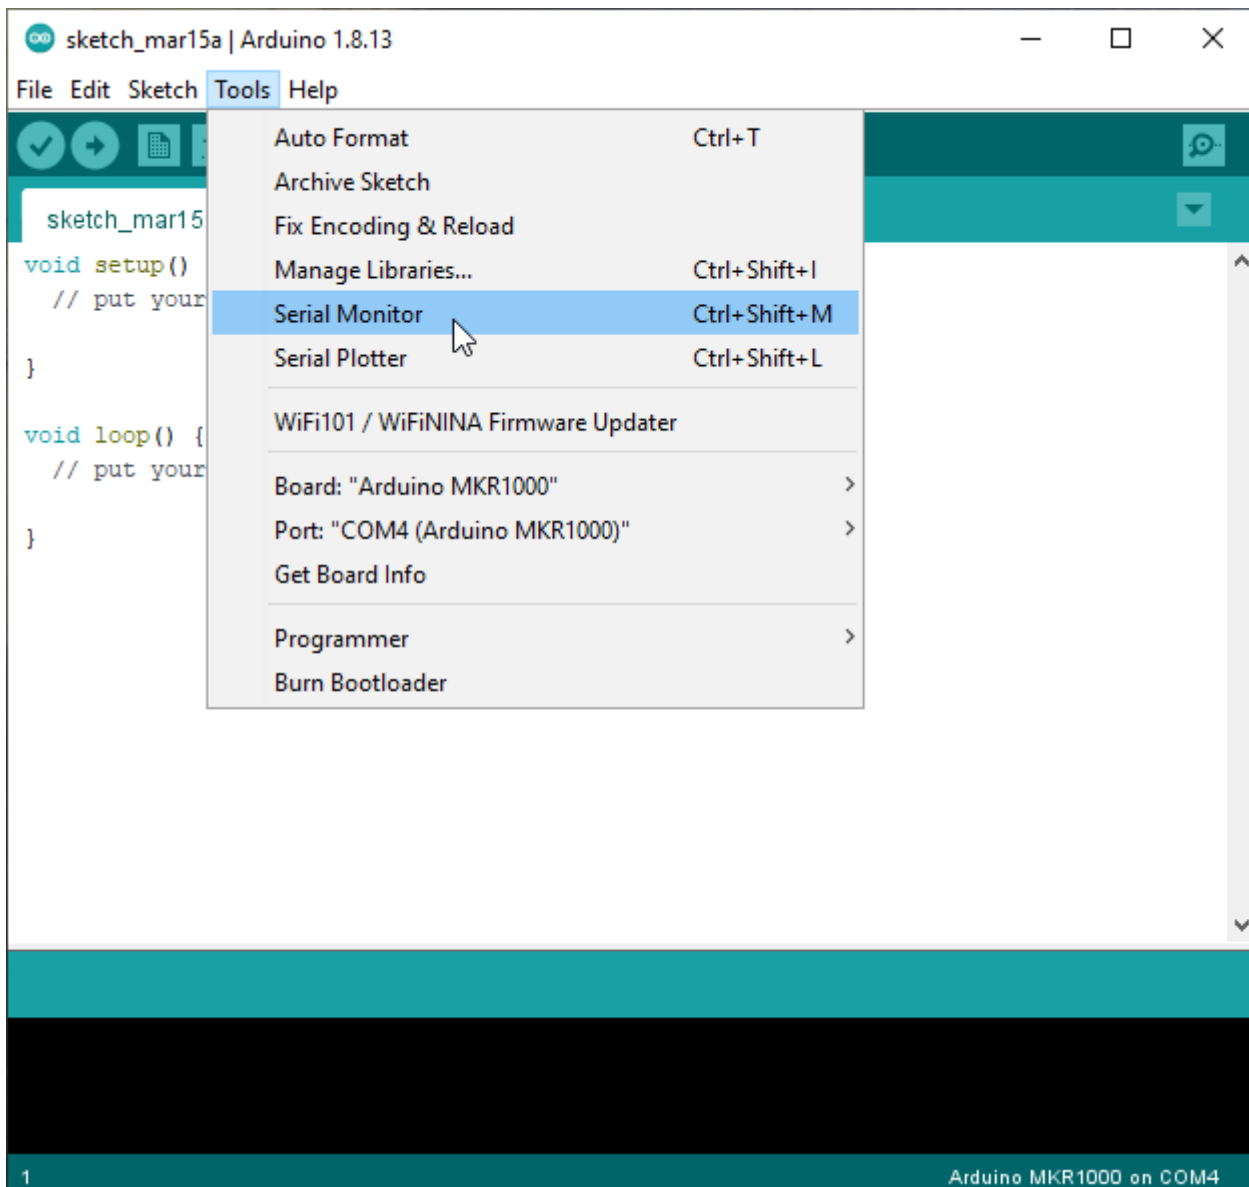 sketch_mar15a | Arduino 1.8.13
File Edit Sketch Tools Help
Auto Format Ctrl+T
Archive Sketch
Fix Encoding & Reload
Manage Libraries... Ctrl+Shift+I
Serial Monitor Ctrl+Shift+M
Serial Plotter Ctrl+Shift+L
WiFi101 / WiFiNINA Firmware Updater
Board: "Arduino MKR1000"
Port: "COM4 (Arduino MKR1000)"
Get Board Info
Programmer
Burn Bootloader
sketch_mar15
void setup()
// put your
}
void loop() {
// put your
}
1 Arduino MKR1000 on COM4